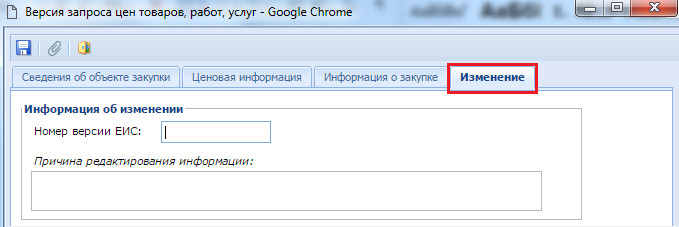 Версия запроса цен товаров, работ, услуг - Google Chrome
Сведения об объекте закупки Ценовая информация Информация о закупке Изменение
Информация об изменении
Номер версии ЕИС:
Причина редактирования информации: